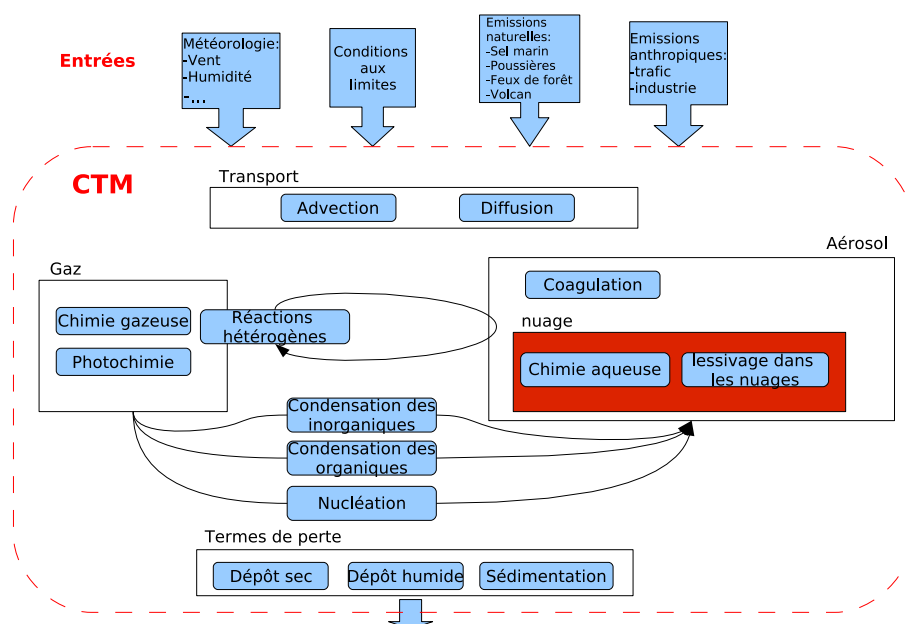 Entrées
Météorologie:
-Vent
-Humidité
-...
Conditions
aux
limites
Emissions
naturelles:
-Sel marin
-Poussières
-Feux de forêt
-Volcan
Emissions
anthropiques:
-trafic
-industrie
CTM
Transport
Advection
Diffusion
Gaz
Chimie gazeuse
Photochimie
Réactions
hétérogènes
Aérosol
Coagulation
nuage
Chimie aqueuse
lessivage dans
les nuages
Condensation des
inorganiques
Condensation des
organiques
Nucléation
Termes de perte
Dépôt sec
Dépôt humide
Sédimentation